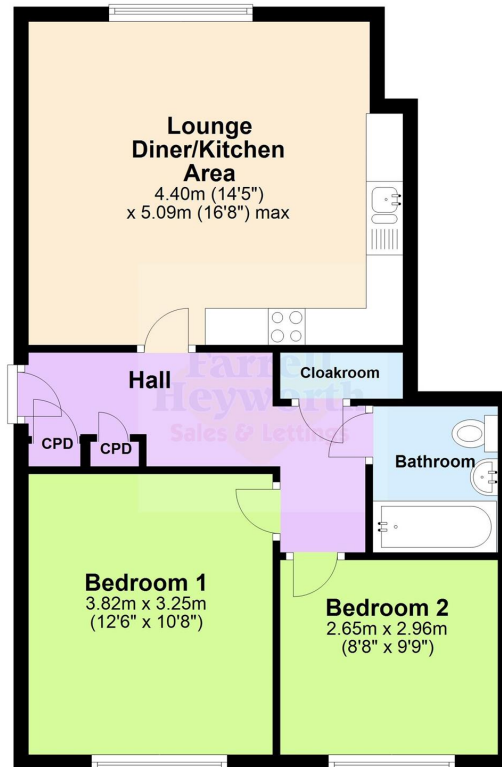 Lounge
Diner/Kitchen
Area
4.40m (14'5")
x 5.09m (16'8") max
Hall
Cloakroom
Farrell
Heyworth
Sales & Lettings
CPD
CPD
Bathroom
Bedroom 1
3.82m x 3.25m
(12'6" x 10'8")
Bedroom 2
2.65m x 2.96m
(8'8" x 9'9")